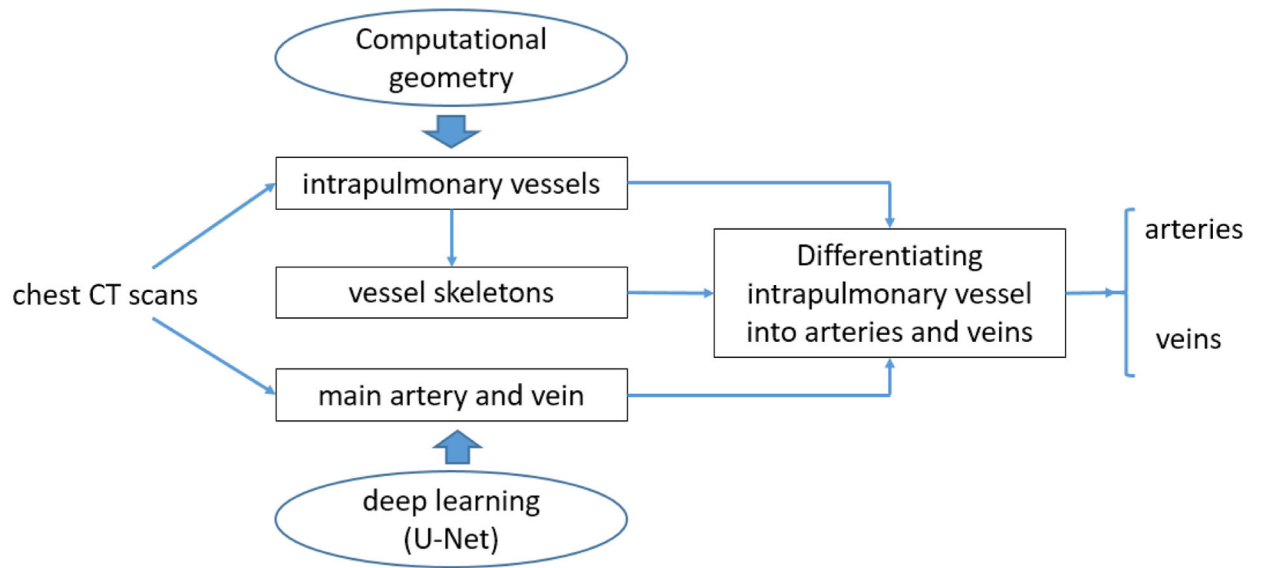 Computational
geometry
intrapulmonary vessels
chest CT scans
vessel skeletons
main artery and vein
deep learning
(U-Net)
Differentiating
intrapulmonary vessel
into arteries and veins
arteries
veins